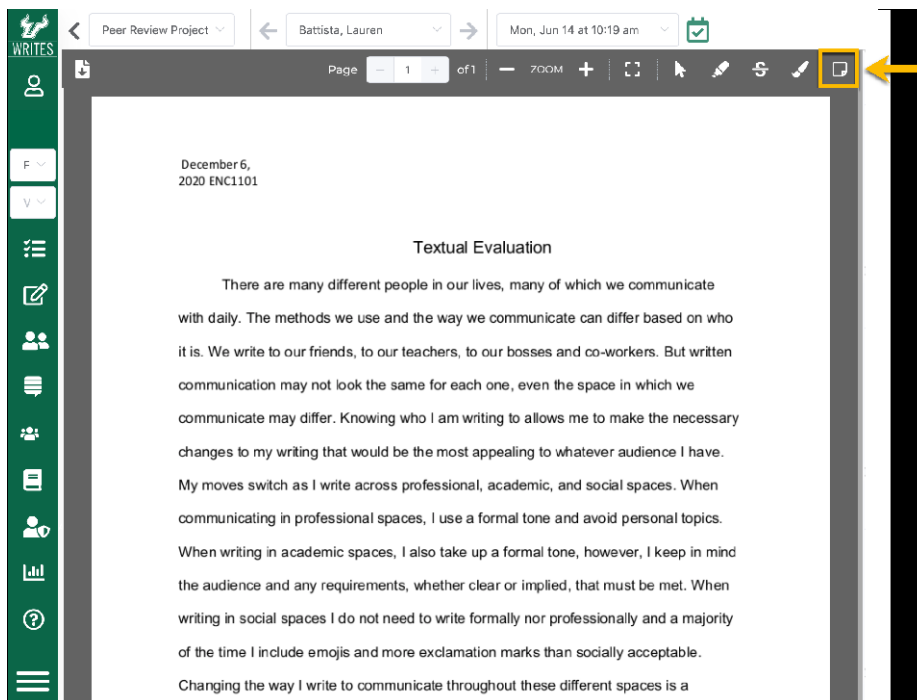 WRITES
Peer Review Project
Battista, Lauren
Mon, Jun 14 at 10:19 am
Page 1 of 1 ZOOM
F
V
December 6,
2020 ENC1101
Textual Evaluation
There are many different people in our lives, many of which we communicate
with daily. The methods we use and the way we communicate can differ based on who
it is. We write to our friends, to our teachers, to our bosses and co-workers. But written
communication may not look the same for each one, even the space in which we
communicate may differ. Knowing who I am writing to allows me to make the necessary
changes to my writing that would be the most appealing to whatever audience I have.
My moves switch as I write across professional, academic, and social spaces. When
communicating in professional spaces, I use a formal tone and avoid personal topics.
When writing in academic spaces, I also take up a formal tone, however, I keep in mind
the audience and any requirements, whether clear or implied, that must be met. When
writing in social spaces I do not need to write formally nor professionally and a majority
of the time I include emojis and more exclamation marks than socially acceptable.
Changing the way I write to communicate throughout these different spaces is a